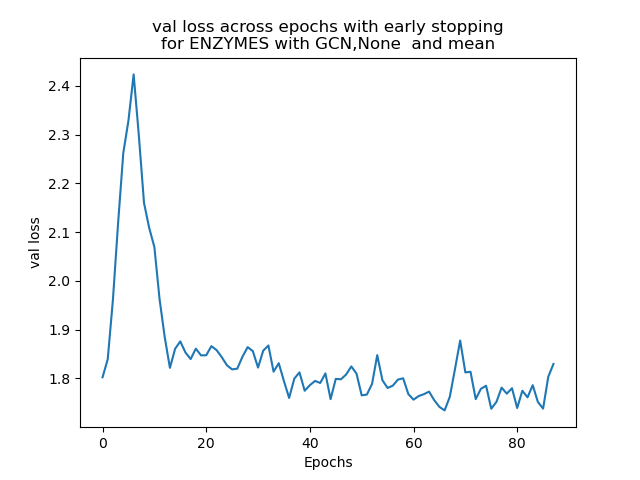 val loss across epochs with early stopping
for ENZYMES with GCN,None  and mean
2.4
2.3
2.2
2.1
2.0
1.9
1.8
val loss
0 20 40 60 80
Epochs